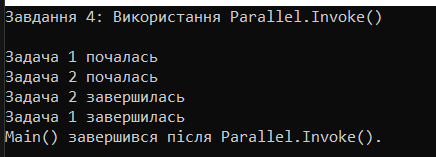 Завдання 4: Використання Parallel.Invoke()
Задача 1 почалась
Задача 2 почалась
Задача 2 завершилась
Задача 1 завершилась
Main() завершився після Parallel.Invoke().